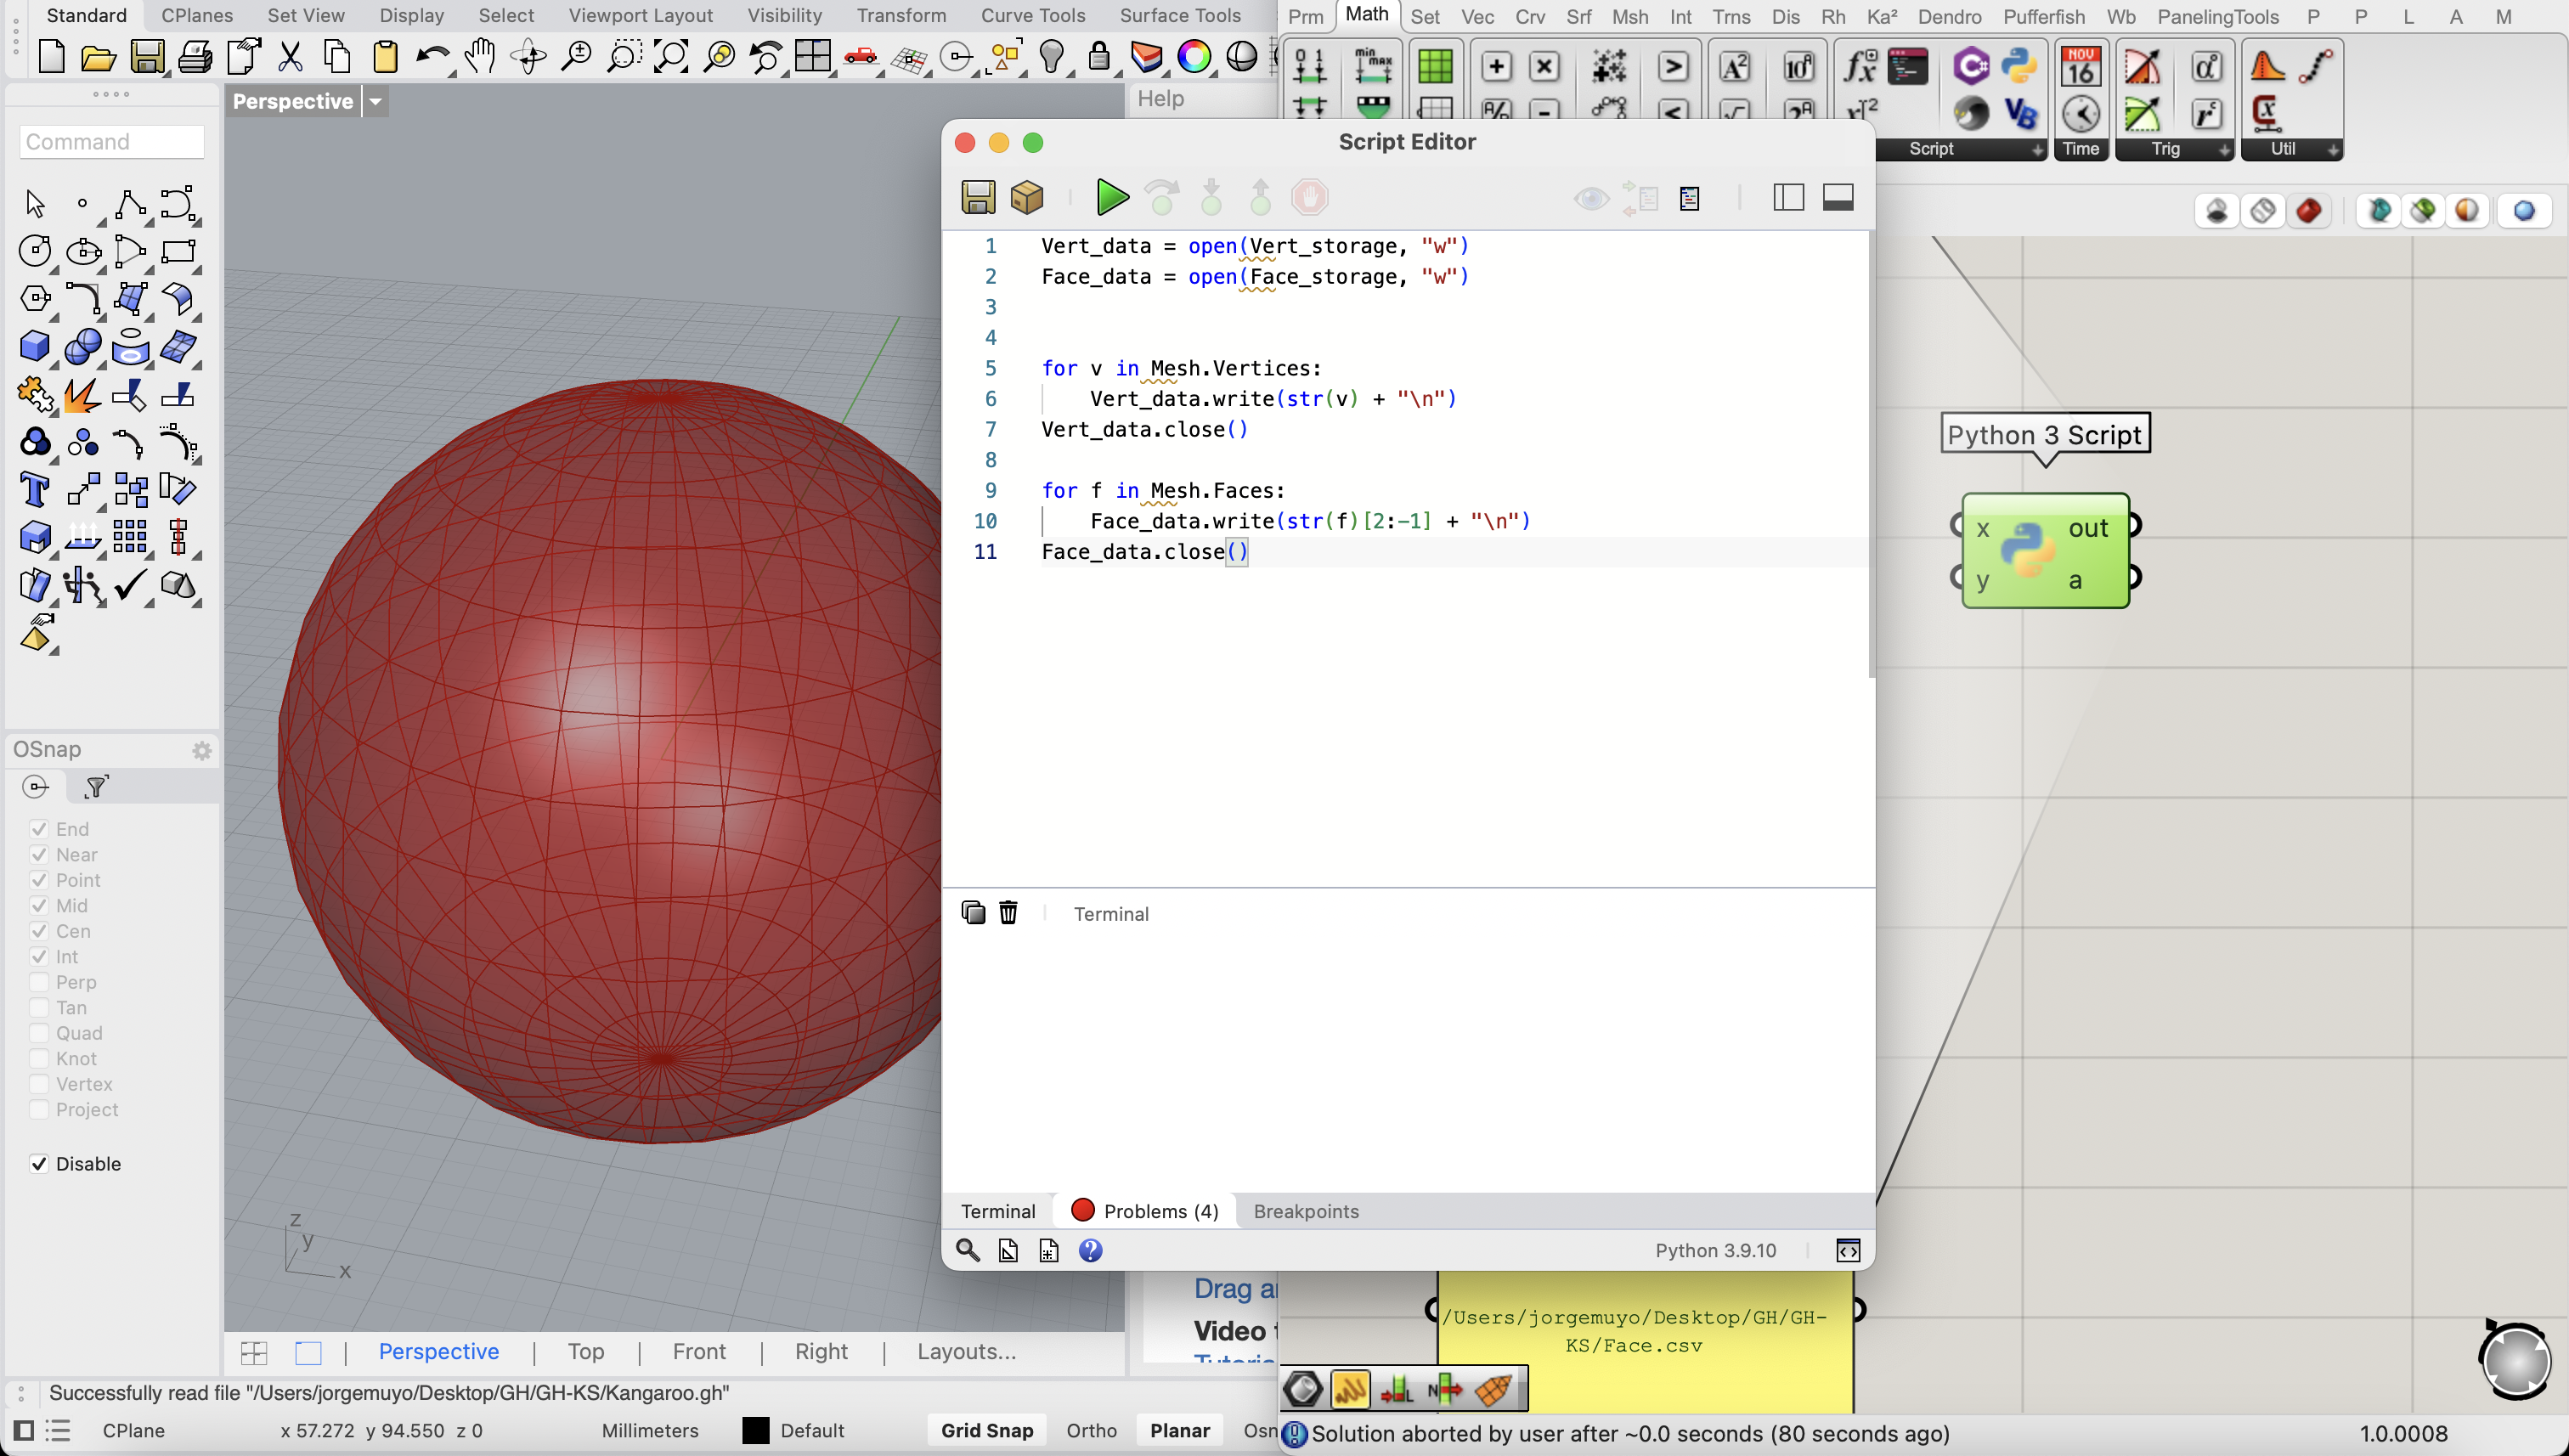 Standard CPlanes Set View Display Select Viewport Layout Visibility Transform Curve Tools Surface Tools
Prm Math Set Vec Crv Srf Msh Int Trns Dis Rh Ka² Dendro Pufferfish Wb PanelingTools P P L A M
Perspective
Help
Command
Script Time Trig Util
Script Editor
1 Vert_data = open(Vert_storage, "w")
2 Face_data = open(Face_storage, "w")
3
4
5 for v in Mesh.Vertices:
6 Vert_data.write(str(v) + "\n")
7 Vert_data.close()
8
9 for f in Mesh.Faces:
10 Face_data.write(str(f)[2:-1] + "\n")
11 Face_data.close()
Python 3 Script
x out
y a
OSnap
End
Near
Point
Mid
Cen
Int
Perp
Tan
Quad
Knot
Vertex
Project
Disable
z
y
x
Terminal
Terminal Problems (4) Breakpoints
Python 3.9.10
Drag
Video
/Users/jorgemuyo/Desktop/GH/GH-
KS/Face.csv
Perspective Top Front Right Layouts...
Successfully read file "/Users/jorgemuyo/Desktop/GH/GH-KS/Kangaroo.gh"
CPlane x 57.272 y 94.550 z 0 Millimeters Default Grid Snap Ortho Planar
Solution aborted by user after ~0.0 seconds (80 seconds ago) 1.0.0008